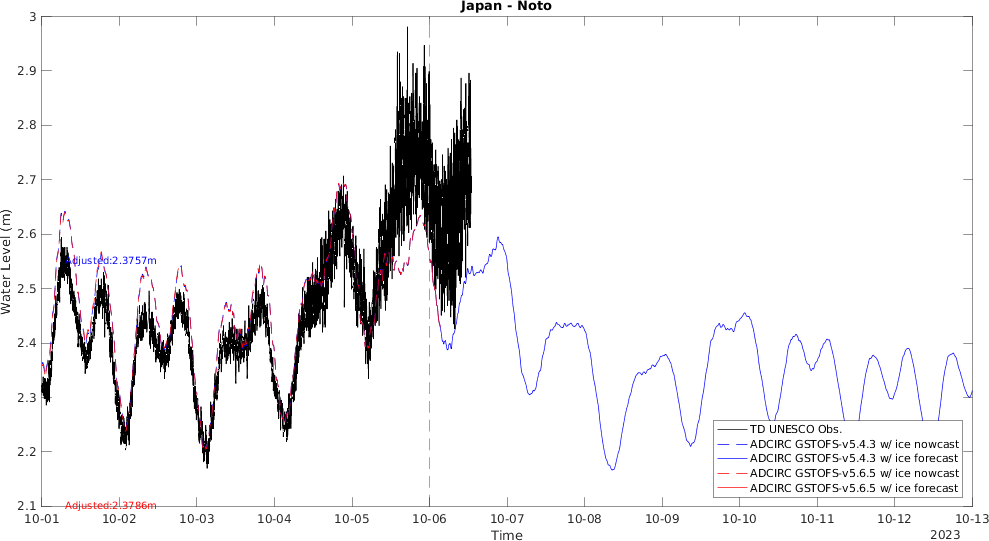 Japan - Noto
Water Level (m)
3
2.9
2.8
2.7
2.6
2.5
2.4
2.3
2.2
2.1
Adjusted:2.3757m
Adjusted:2.3786m
TD UNESCO Obs.
ADCIRC GSTOFS-v5.4.3 w/ ice nowcast
ADCIRC GSTOFS-v5.4.3 w/ ice forecast
ADCIRC GSTOFS-v5.6.5 w/ ice nowcast
ADCIRC GSTOFS-v5.6.5 w/ ice forecast
10-01 10-02 10-03 10-04 10-05 10-06 10-07 10-08 10-09 10-10 10-11 10-12 10-13
Time
2023